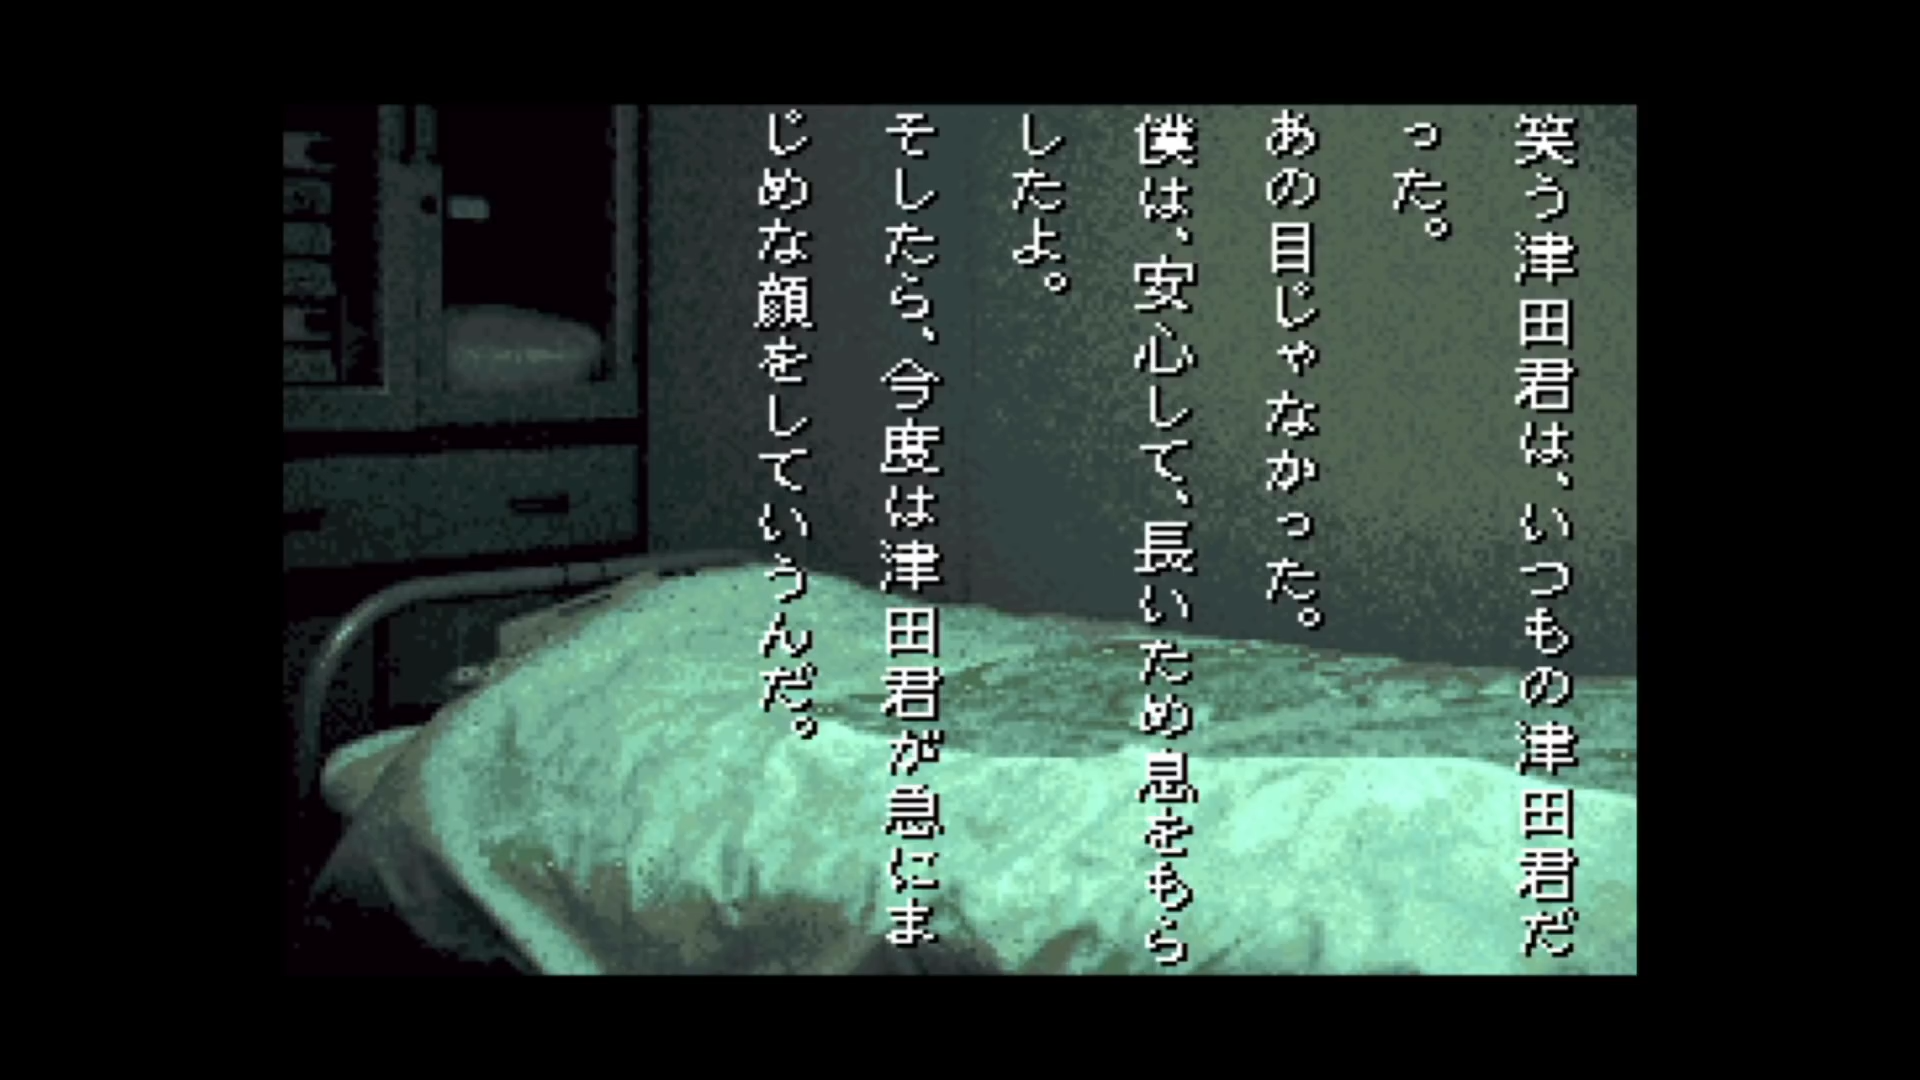 笑う津田君は、いつもの津田君だ
った。
あの目じゃなかった。
僕は、安心して、長いため息をもら
したよ。
そしたら、今度は津田君が急にま
じめな顔をしていうんだ。